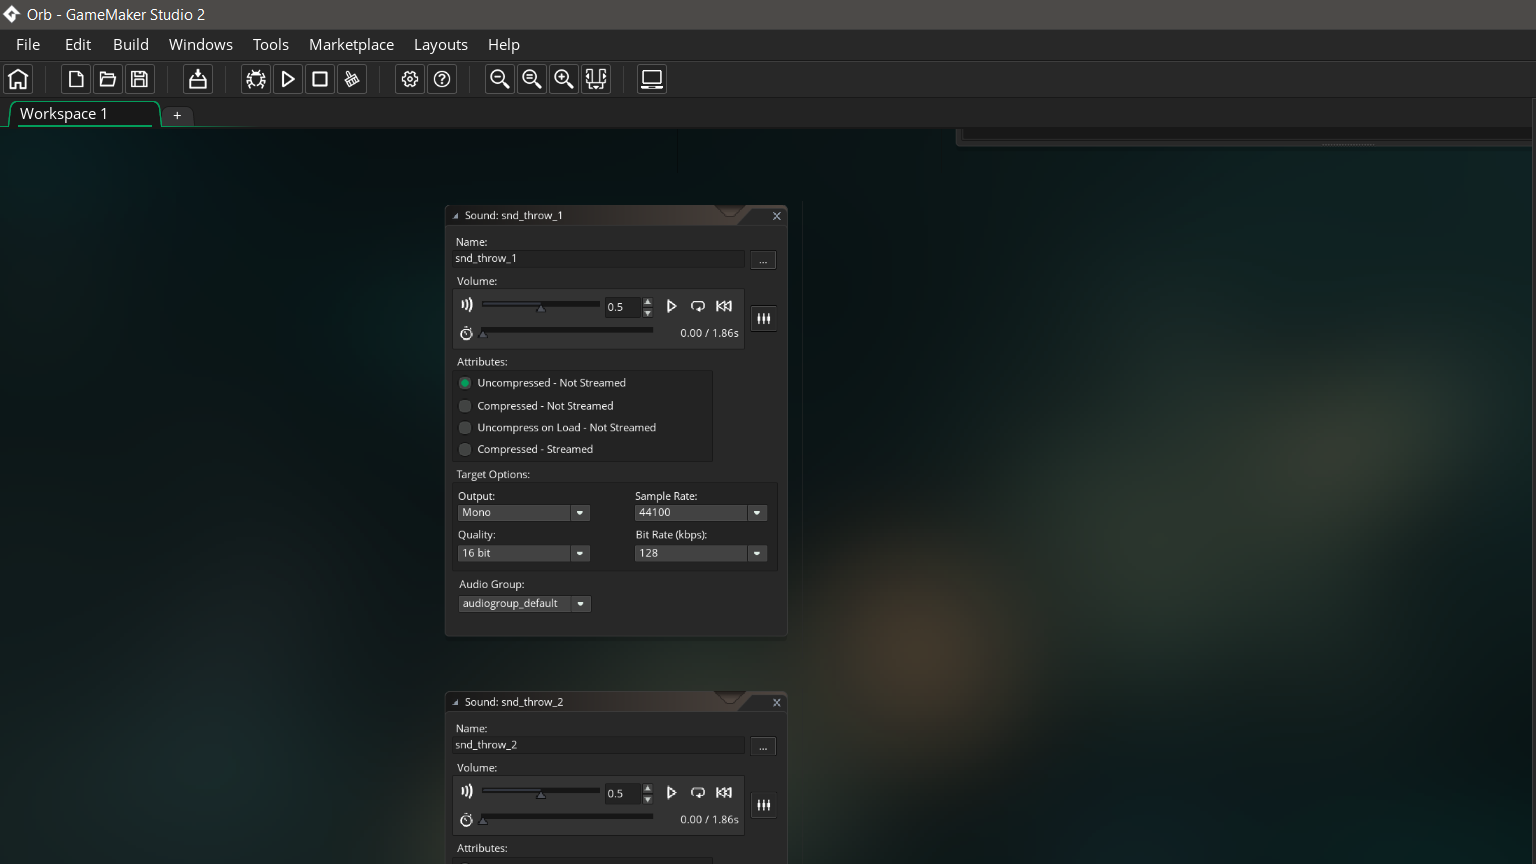 Orb - GameMaker Studio 2
File Edit Build Windows Tools Marketplace Layouts Help
Workspace 1 +
Sound: snd_throw_1
Name:
snd_throw_1 ...
Volume:
0.5
0.00 / 1.86s
Attributes:
Uncompressed - Not Streamed
Compressed - Not Streamed
Uncompress on Load - Not Streamed
Compressed - Streamed
Target Options:
Output: Sample Rate:
Mono 44100
Quality: Bit Rate (kbps):
16 bit 128
Audio Group:
audiogroup_default
Sound: snd_throw_2
Name:
snd_throw_2 ...
Volume:
0.5
0.00 / 1.86s
Attributes: